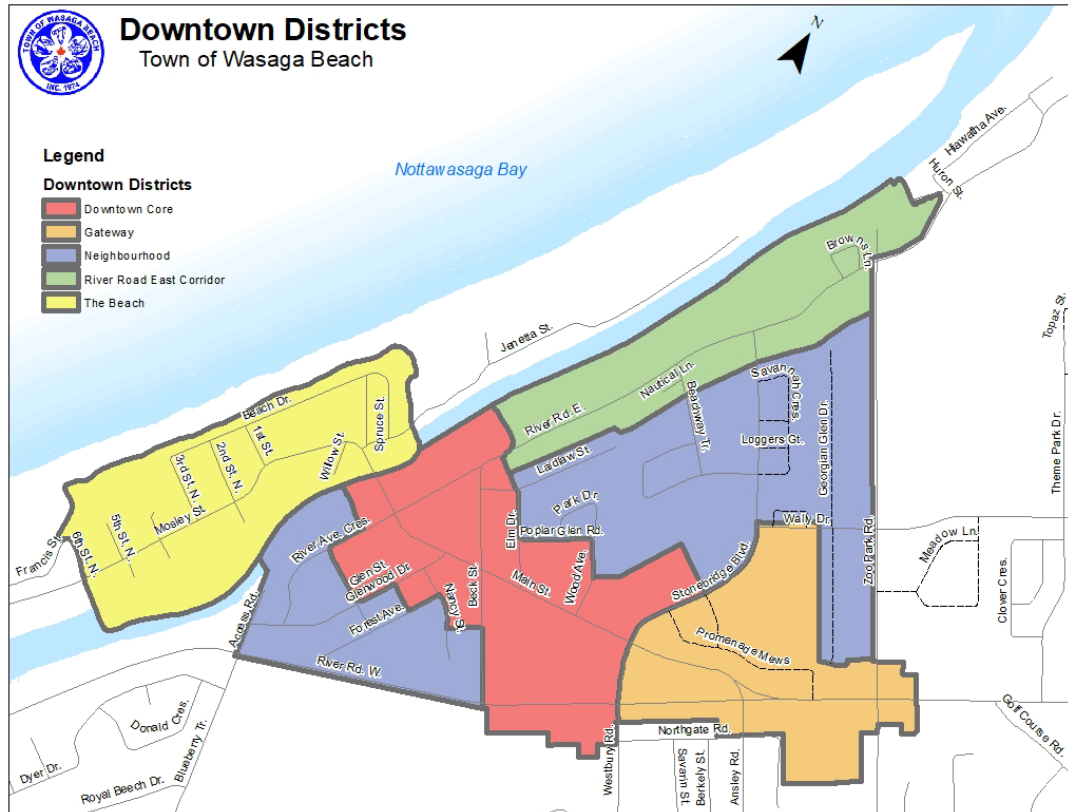 TOWN OF WASAGA BEACH
INC. 1974
Downtown Districts
Town of Wasaga Beach
N
Legend
Downtown Districts
Downtown Core
Gateway
Neighbourhood
River Road East Corridor
The Beach
Nottawasaga Bay
Hiawatha Ave.
Huron St.
Browns Ln.
Topaz St.
Jenetta St.
Nautical Ln.
Savannah Cres.
Beach Dr.
Spruce St.
1st St.
2nd St. N.
3rd St. N.
Willow St.
River Rd. E.
Beachway Tr.
Loggers Gt.
Georgian Glen Dr.
Theme Park Dr.
Laidlaw St.
Mosley St.
5th St. N.
6th St. N.
Francis St.
River Ave. Cres.
Park Dr.
Elm Dr.
Poplar Glen Rd.
Wally Dr.
Zoo Park Rd.
Meadow Ln.
Clover Cres.
Glen St.
Glenwood Dr.
Beck St.
Main St.
Wood Ave.
Stonebridge Blvd.
Nancy St.
Forest Ave.
Access Rd.
River Rd. W.
Promenade Mews
Donald Cres.
Blueberry Tr.
Dyer Dr.
Royal Beech Dr.
Westbury Rd.
Northgate Rd.
Berkely St.
Ansley Rd.
Golf Course Rd.